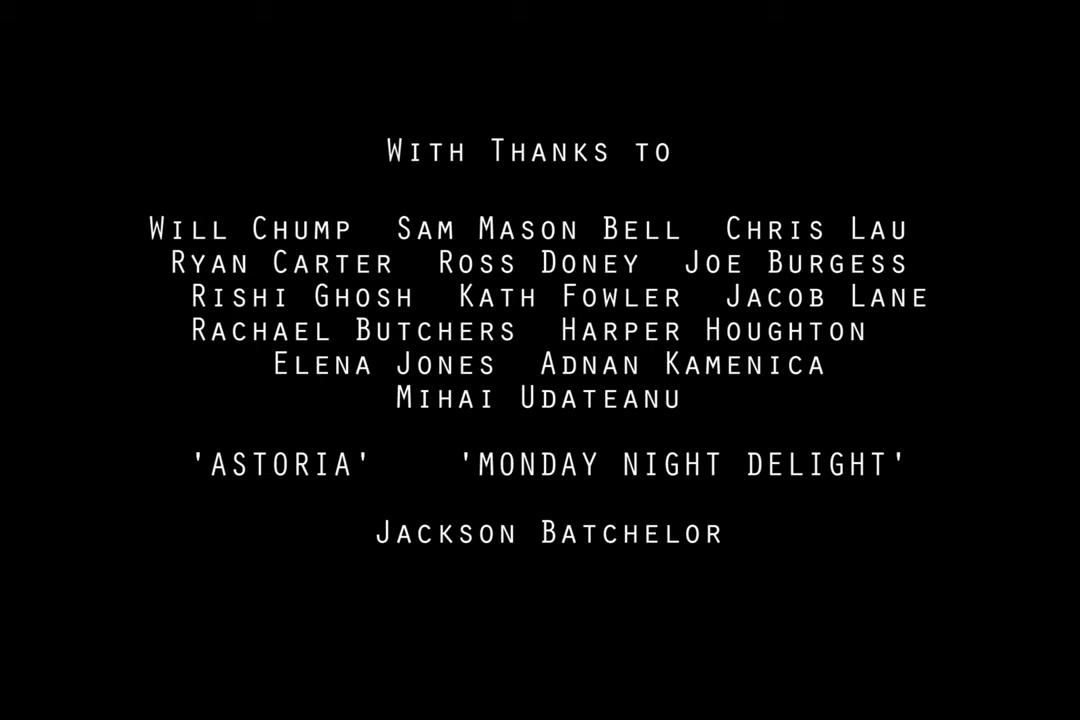 With Thanks to
Will Chump Sam Mason Bell Chris Lau
Ryan Carter Ross Doney Joe Burgess
Rishi Ghosh Kath Fowler Jacob Lane
Rachael Butchers Harper Houghton
Elena Jones Adnan Kamenica
Mihai Udateanu
'ASTORIA' 'MONDAY NIGHT DELIGHT'
Jackson Batchelor